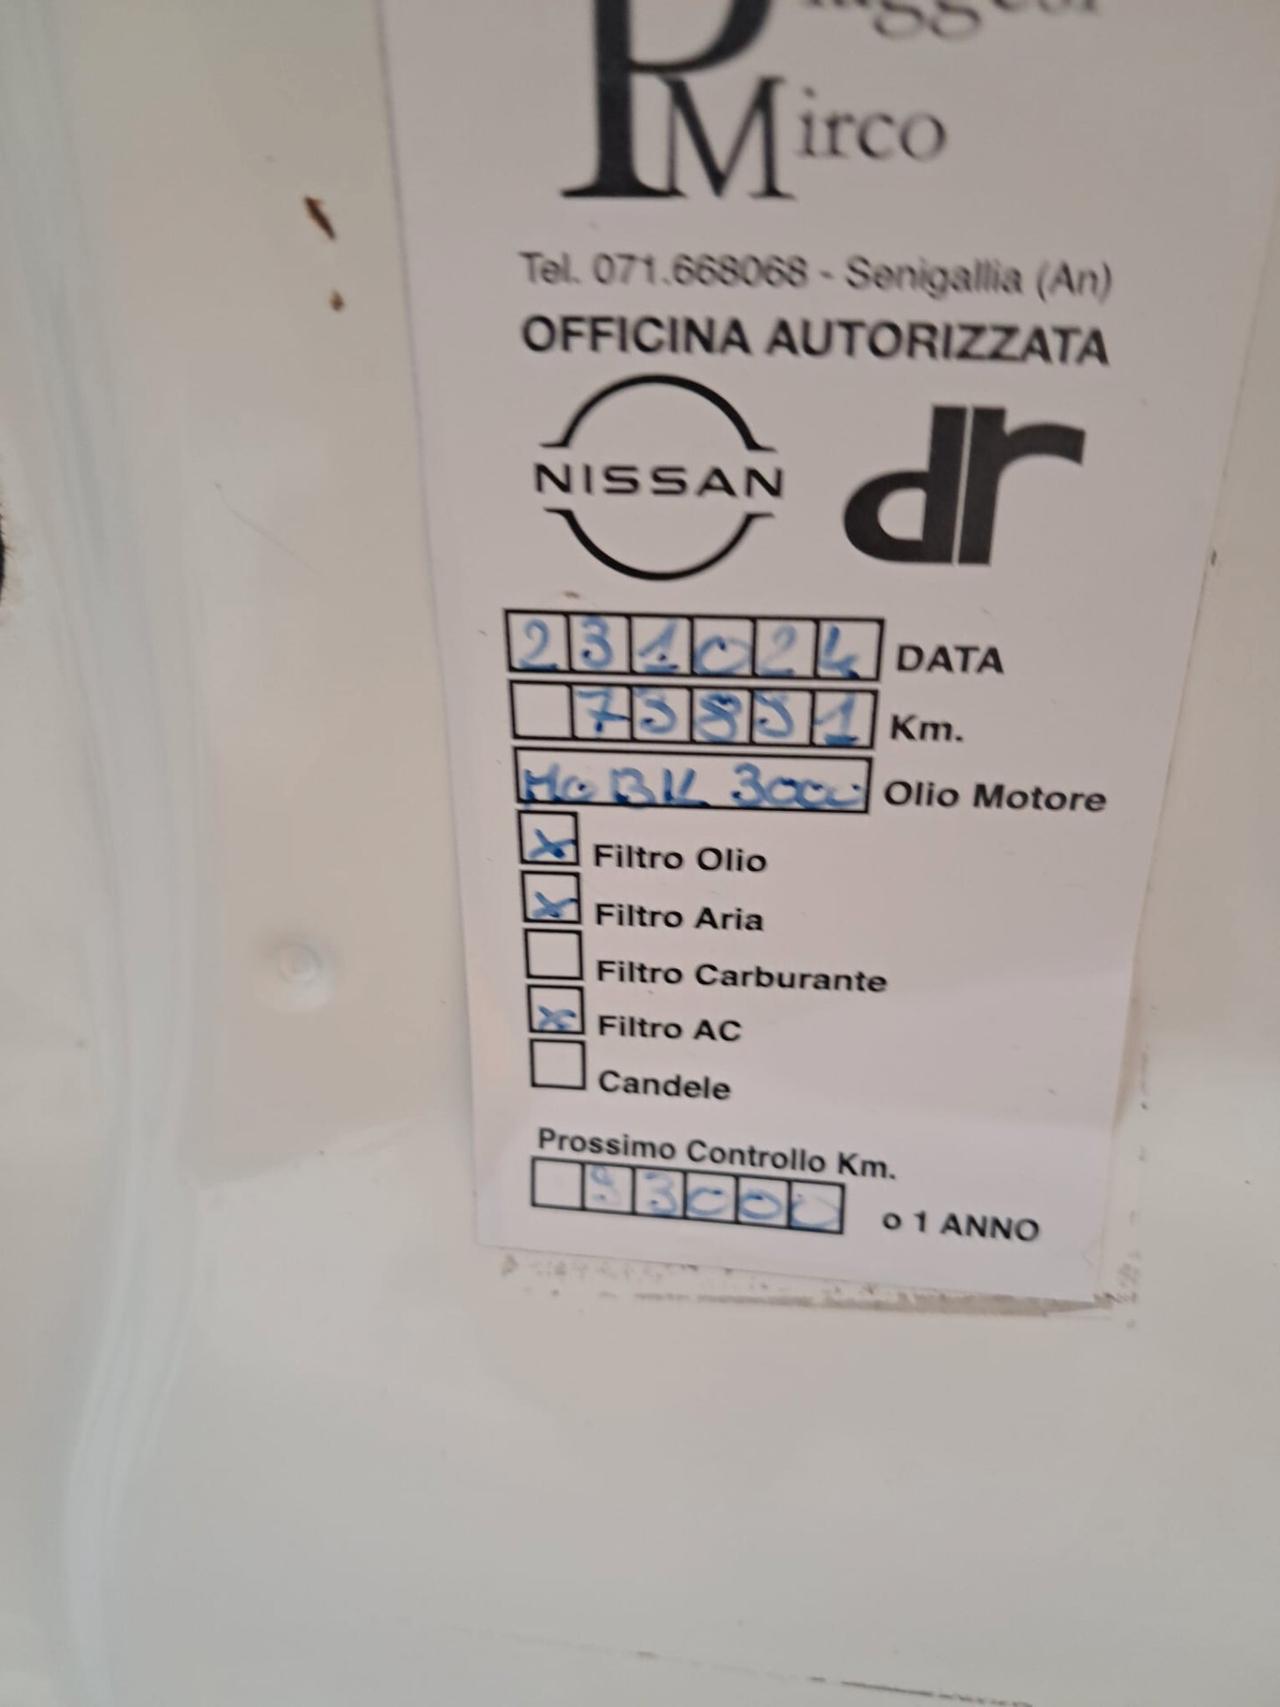 P
Mirco
Tel. 071.668068 - Senigallia (An)
OFFICINA AUTORIZZATA
NISSAN dr
231024 DATA
73891 Km.
MoBIL 3000 Olio Motore
x Filtro Olio
x Filtro Aria
Filtro Carburante
x Filtro AC
Candele
Prossimo Controllo Km.
93000 o 1 ANNO